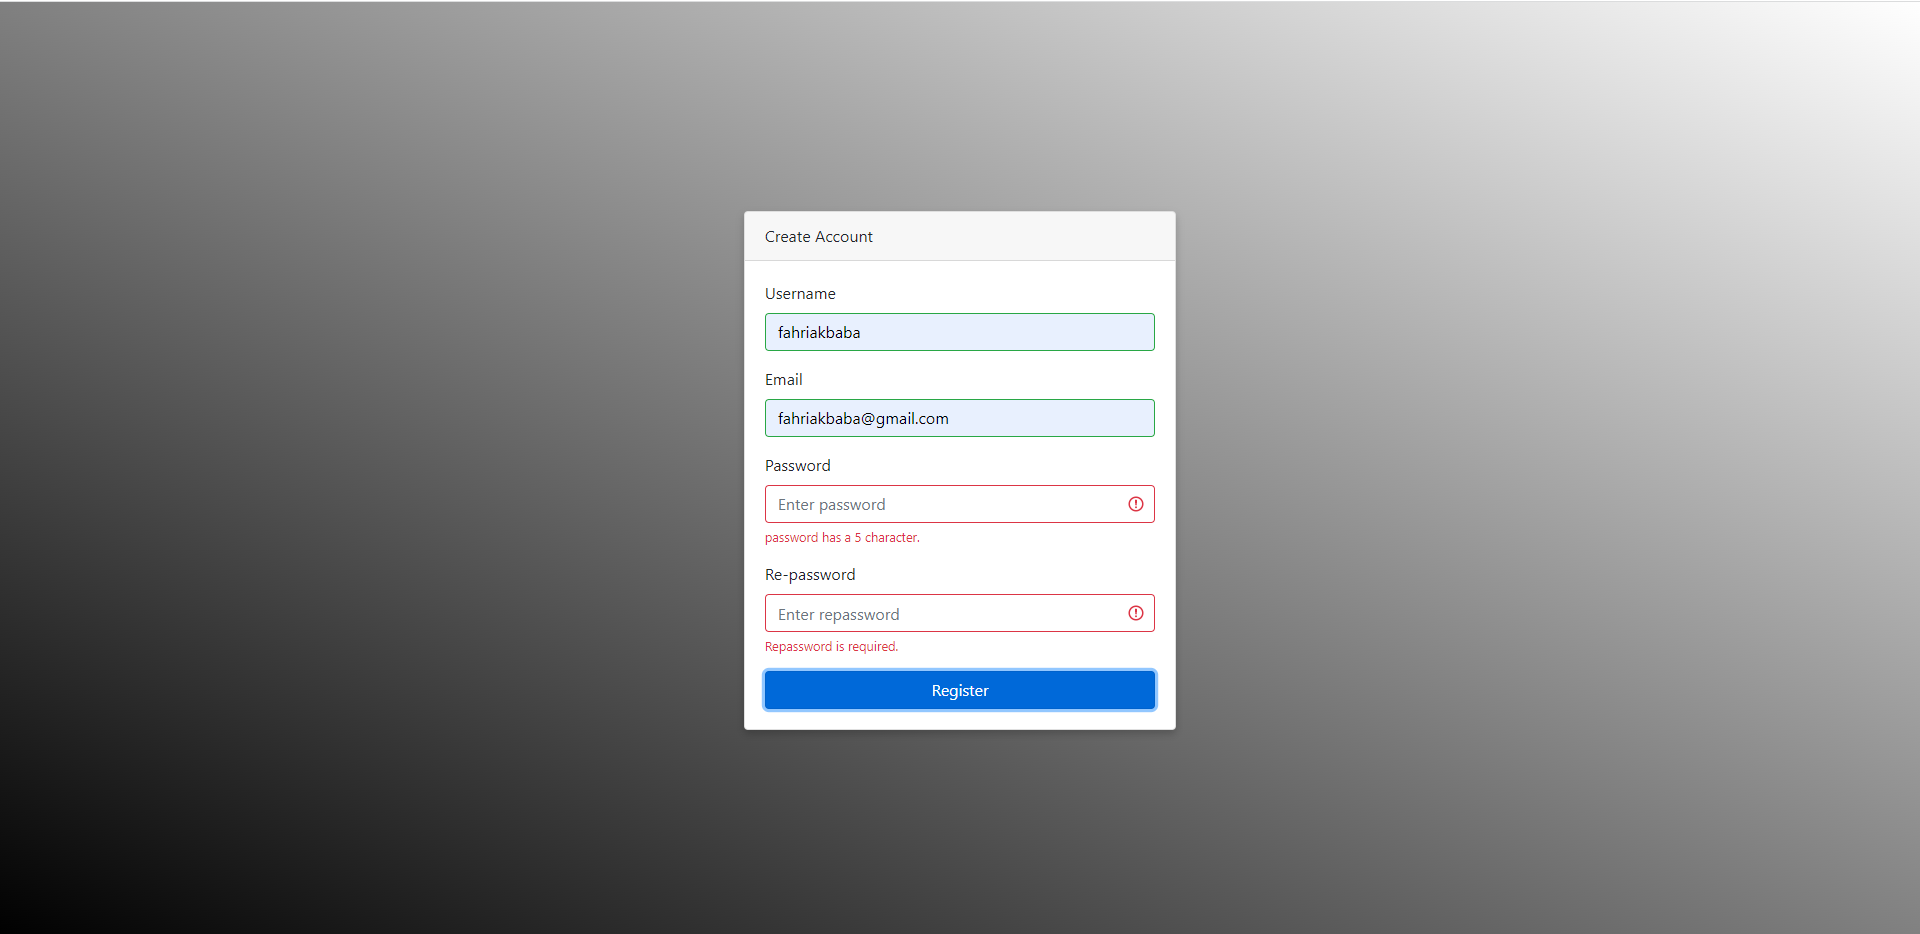 Create Account
Username
fahriakbaba
Email
fahriakbaba@gmail.com
Password
Enter password
password has a 5 character.
Re-password
Enter repassword
Repassword is required.
Register